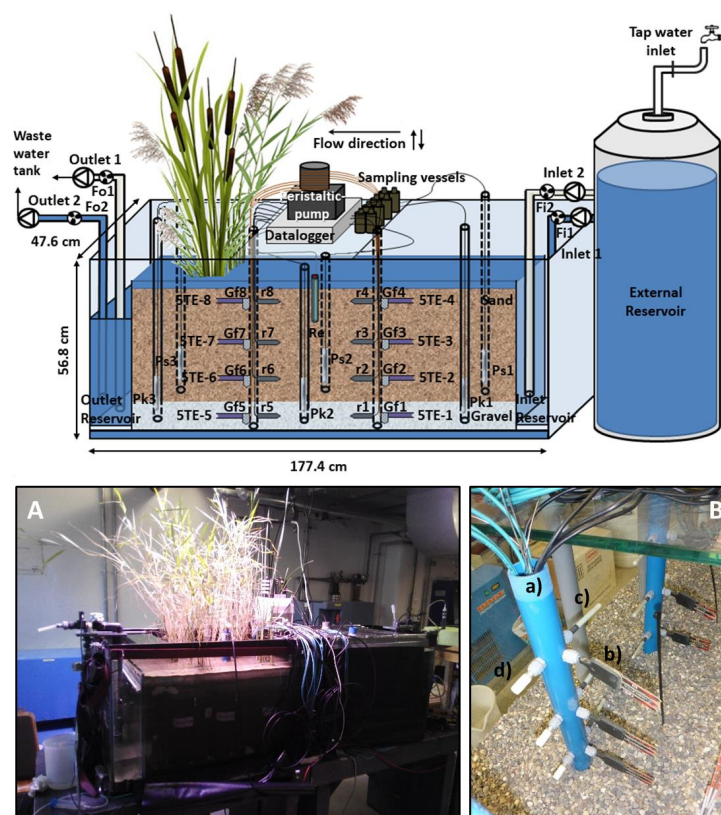 Tap water
inlet
Flow direction
Waste
water
tank
Outlet 1
Fo1
Outlet 2
Fo2
Peristaltic-
pump
Sampling vessels
Datalogger
Inlet 2
Fi2
Fi1
Inlet 1
47.6 cm
56.8 cm
External
Reservoir
5TE-8 Gf8 r8 r4 Gf4 5TE-4 Sand
Re
5TE-7 Gf7 r7 r3 Gf3 5TE-3
Ps3 Ps2 Ps1
5TE-6 Gf6 r6 r2 Gf2 5TE-2
Outlet
Reservoir
Pk3
5TE-5 Gf5 r5 Pk2 r1 Gf1 5TE-1
Pk1
Gravel
Inlet
Reservoir
177.4 cm
A
B
a)
c)
b)
d)